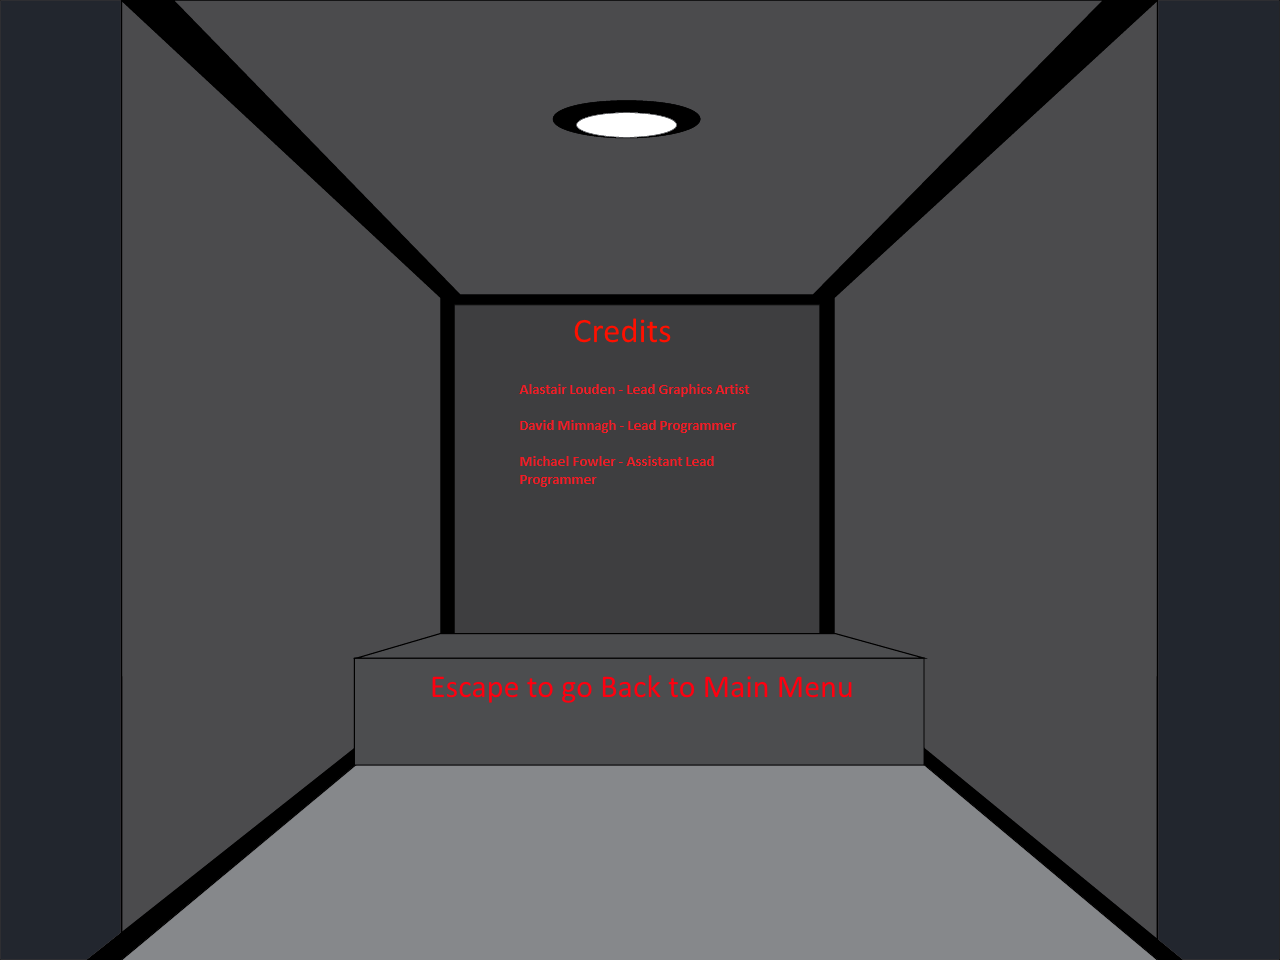 Credits
Alastair Louden - Lead Graphics Artist
David Mimnagh - Lead Programmer
Michael Fowler - Assistant Lead
Programmer
Escape to go Back to Main Menu